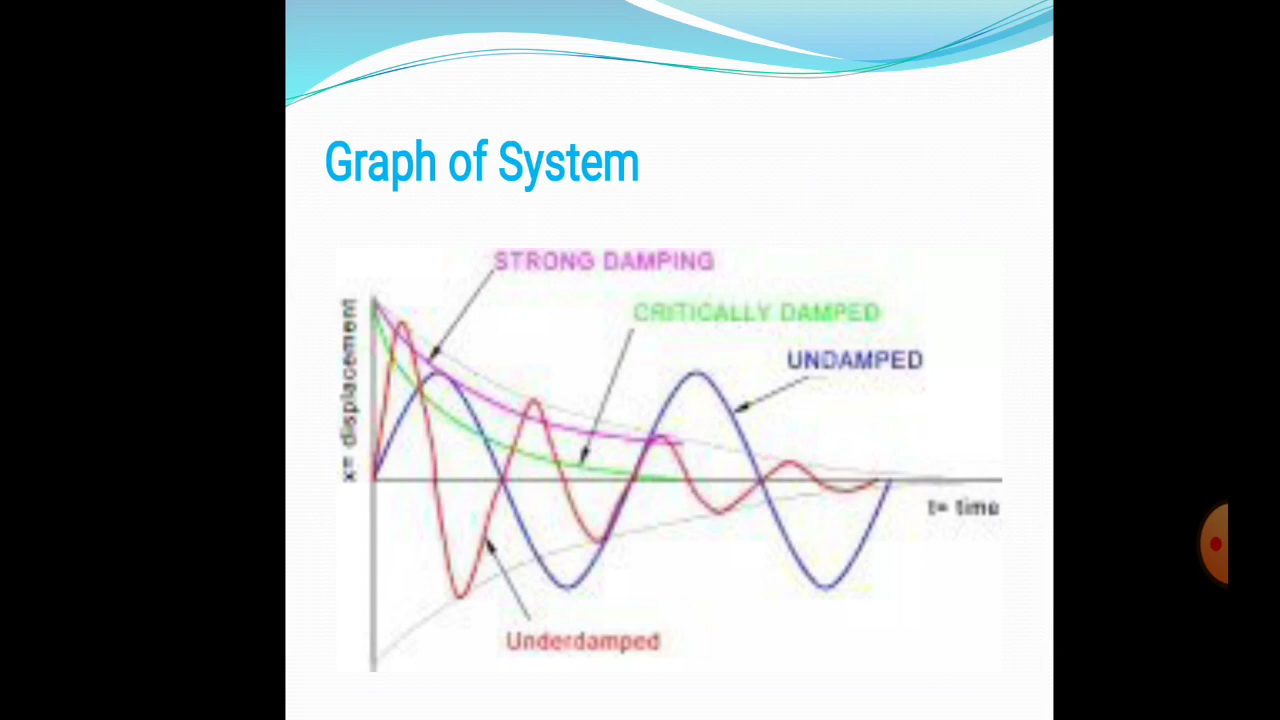 Graph of System
STRONG DAMPING
CRITICALLY DAMPED
UNDAMPED
x= displacement
t= time
Underdamped